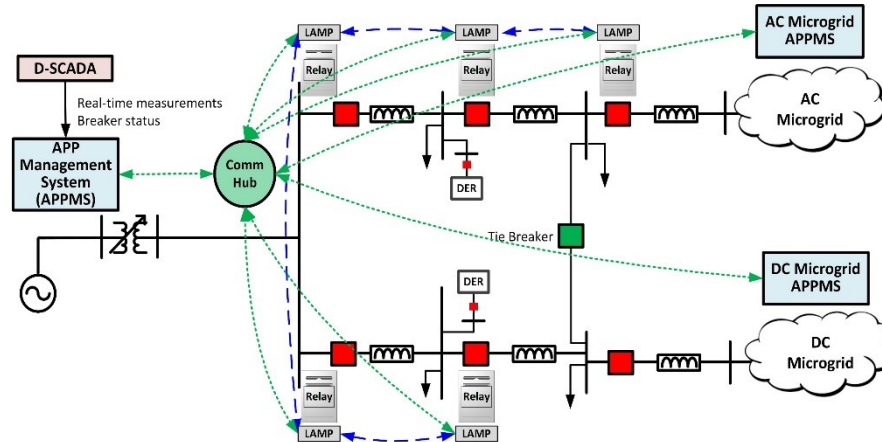 LAMP
LAMP
LAMP
AC Microgrid
APPMS
D-SCADA
Relay
Relay
Relay
Real-time measurements
Breaker status
AC
Microgrid
APP
Management
System
(APPMS)
Comm
Hub
DER
Tie Breaker
DC Microgrid
APPMS
DER
DC
Microgrid
Relay
Relay
LAMP
LAMP